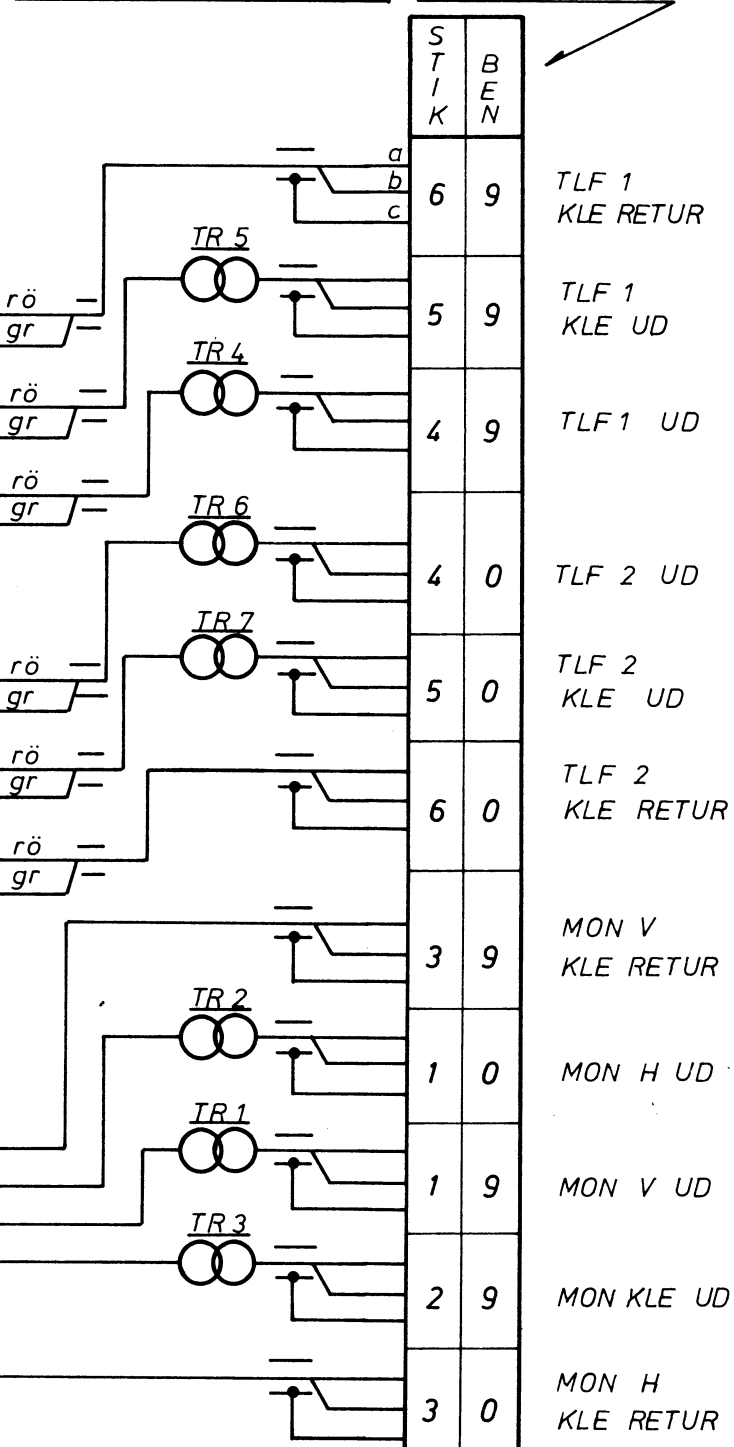 STIK BEN
a
b
c
6 9 TLF 1
KLE RETUR
TR 5
rö
gr
5 9 TLF 1
KLE UD
TR 4
rö
gr
4 9 TLF 1 UD
rö
gr
TR 6
4 0 TLF 2 UD
TR 7
rö
gr
5 0 TLF 2
KLE UD
rö
gr
6 0 TLF 2
KLE RETUR
rö
gr
3 9 MON V
KLE RETUR
TR 2
1 0 MON H UD
TR 1
1 9 MON V UD
TR 3
2 9 MON KLE UD
3 0 MON H
KLE RETUR